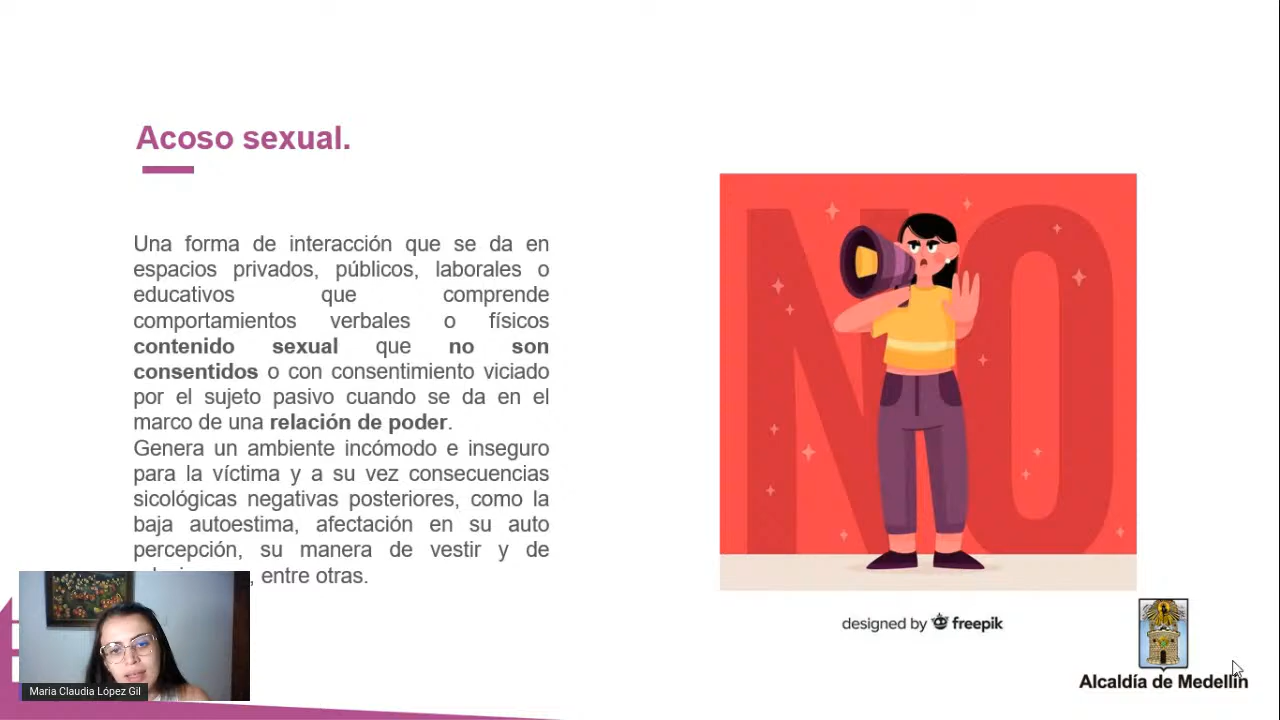 Acoso sexual.
Una forma de interacción que se da en
espacios privados, públicos, laborales o
educativos que comprende
comportamientos verbales o físicos
contenido sexual que no son
consentidos o con consentimiento viciado
por el sujeto pasivo cuando se da en el
marco de una relación de poder.
Genera un ambiente incómodo e inseguro
para la víctima y a su vez consecuencias
sicológicas negativas posteriores, como la
baja autoestima, afectación en su auto
percepción, su manera de vestir y de
, entre otras.
NO
designed by freepik
Alcaldía de Medellín
Maria Claudia López Gil